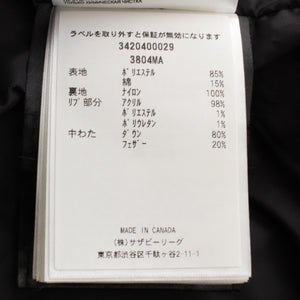 ラベルを取り外すと保証が無効になります
3420400029
3804MA
表地 ポリエステル 85%
綿 15%
裏地 ナイロン 100%
リブ部分 アクリル 98%
ポリエステル 1%
ポリウレタン 1%
中わた ダウン 80%
フェザー 20%
MADE IN CANADA
(株)サザビーリーグ
東京都渋谷区千駄ヶ谷2-11-1